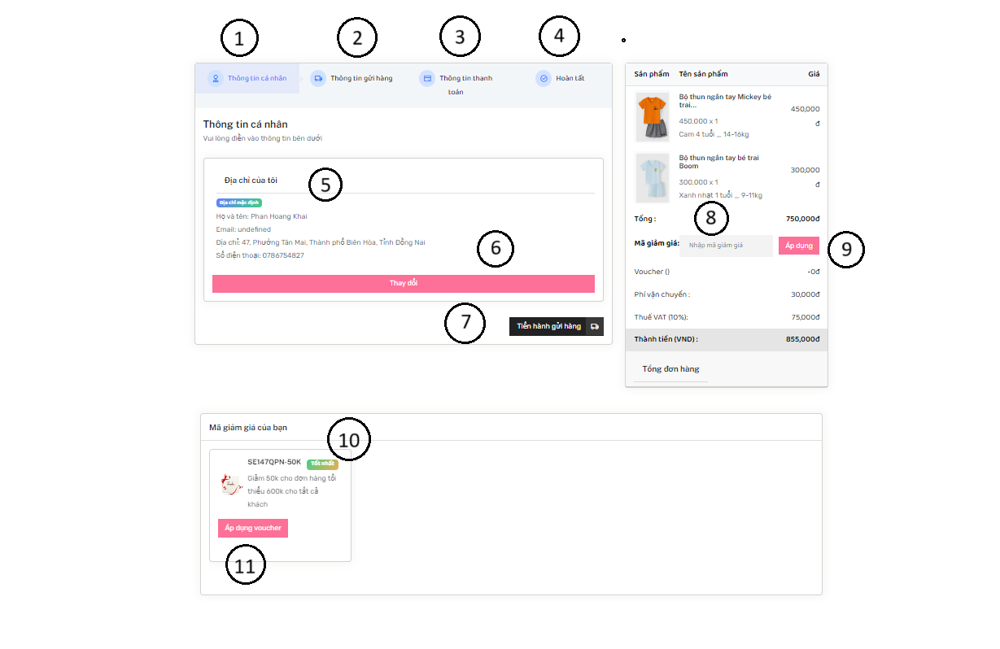 1
2
3
4
Thông tin cá nhân
Thông tin gửi hàng
Thông tin thanh
toán
Hoàn tất
Thông tin cá nhân
Vui lòng điền vào thông tin bên dưới
Địa chỉ của tôi
5
Địa chỉ mặc định
Họ và tên: Phan Hoang Khai
Email: undefined
Địa chỉ: 47, Phường Tân Mai, Thành phố Biên Hòa, Tỉnh Đồng Nai
Số điện thoại: 0786754827
6
Thay đổi
7
Tiến hành gửi hàng
Sản phẩm Tên sản phẩm Giá
Bộ thun ngắn tay Mickey bé
trai...
450,000 x 1
Cam 4 tuổi _ 14-16kg
450,000
đ
Bộ thun ngắn tay bé trai
Boom
300,000 x 1
Xanh nhạt 1 tuổi _ 9-11kg
300,000
đ
Tổng : 750,000đ
8
Mã giảm giá: Nhập mã giảm giá Áp dụng
9
Voucher () -0đ
Phí vận chuyển : 30,000đ
Thuế VAT (10%): 75,000đ
Thành tiền (VND) : 855,000đ
Tổng đơn hàng
Mã giảm giá của bạn
10
SE147QPN-50K Tốt nhất
Giảm 50k cho đơn hàng tối
thiểu 600k cho tất cả
khách
Áp dụng voucher
11